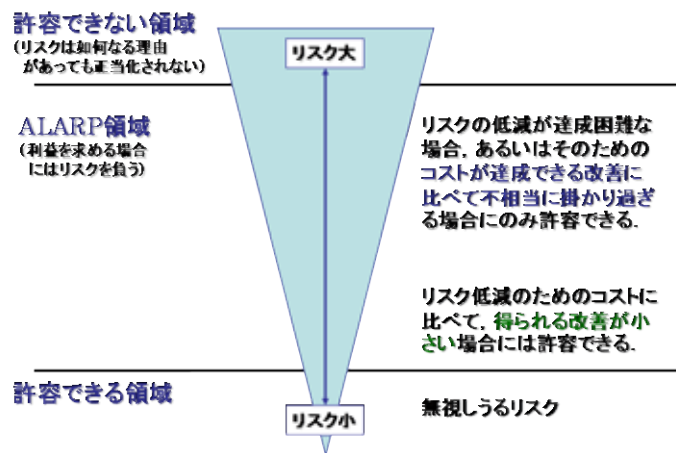 許容できない領域
(リスクは如何なる理由
があっても正当化されない)
リスク大
ALARP領域
(利益を求める場合
にはリスクを負う)
リスクの低減が達成困難な
場合, あるいはそのための
コストが達成できる改善に
比べて不相当に掛かり過ぎ
る場合にのみ許容できる.
リスク低減のためのコストに
比べて, 得られる改善が小
さい場合には許容できる.
許容できる領域
リスク小
無視しうるリスク